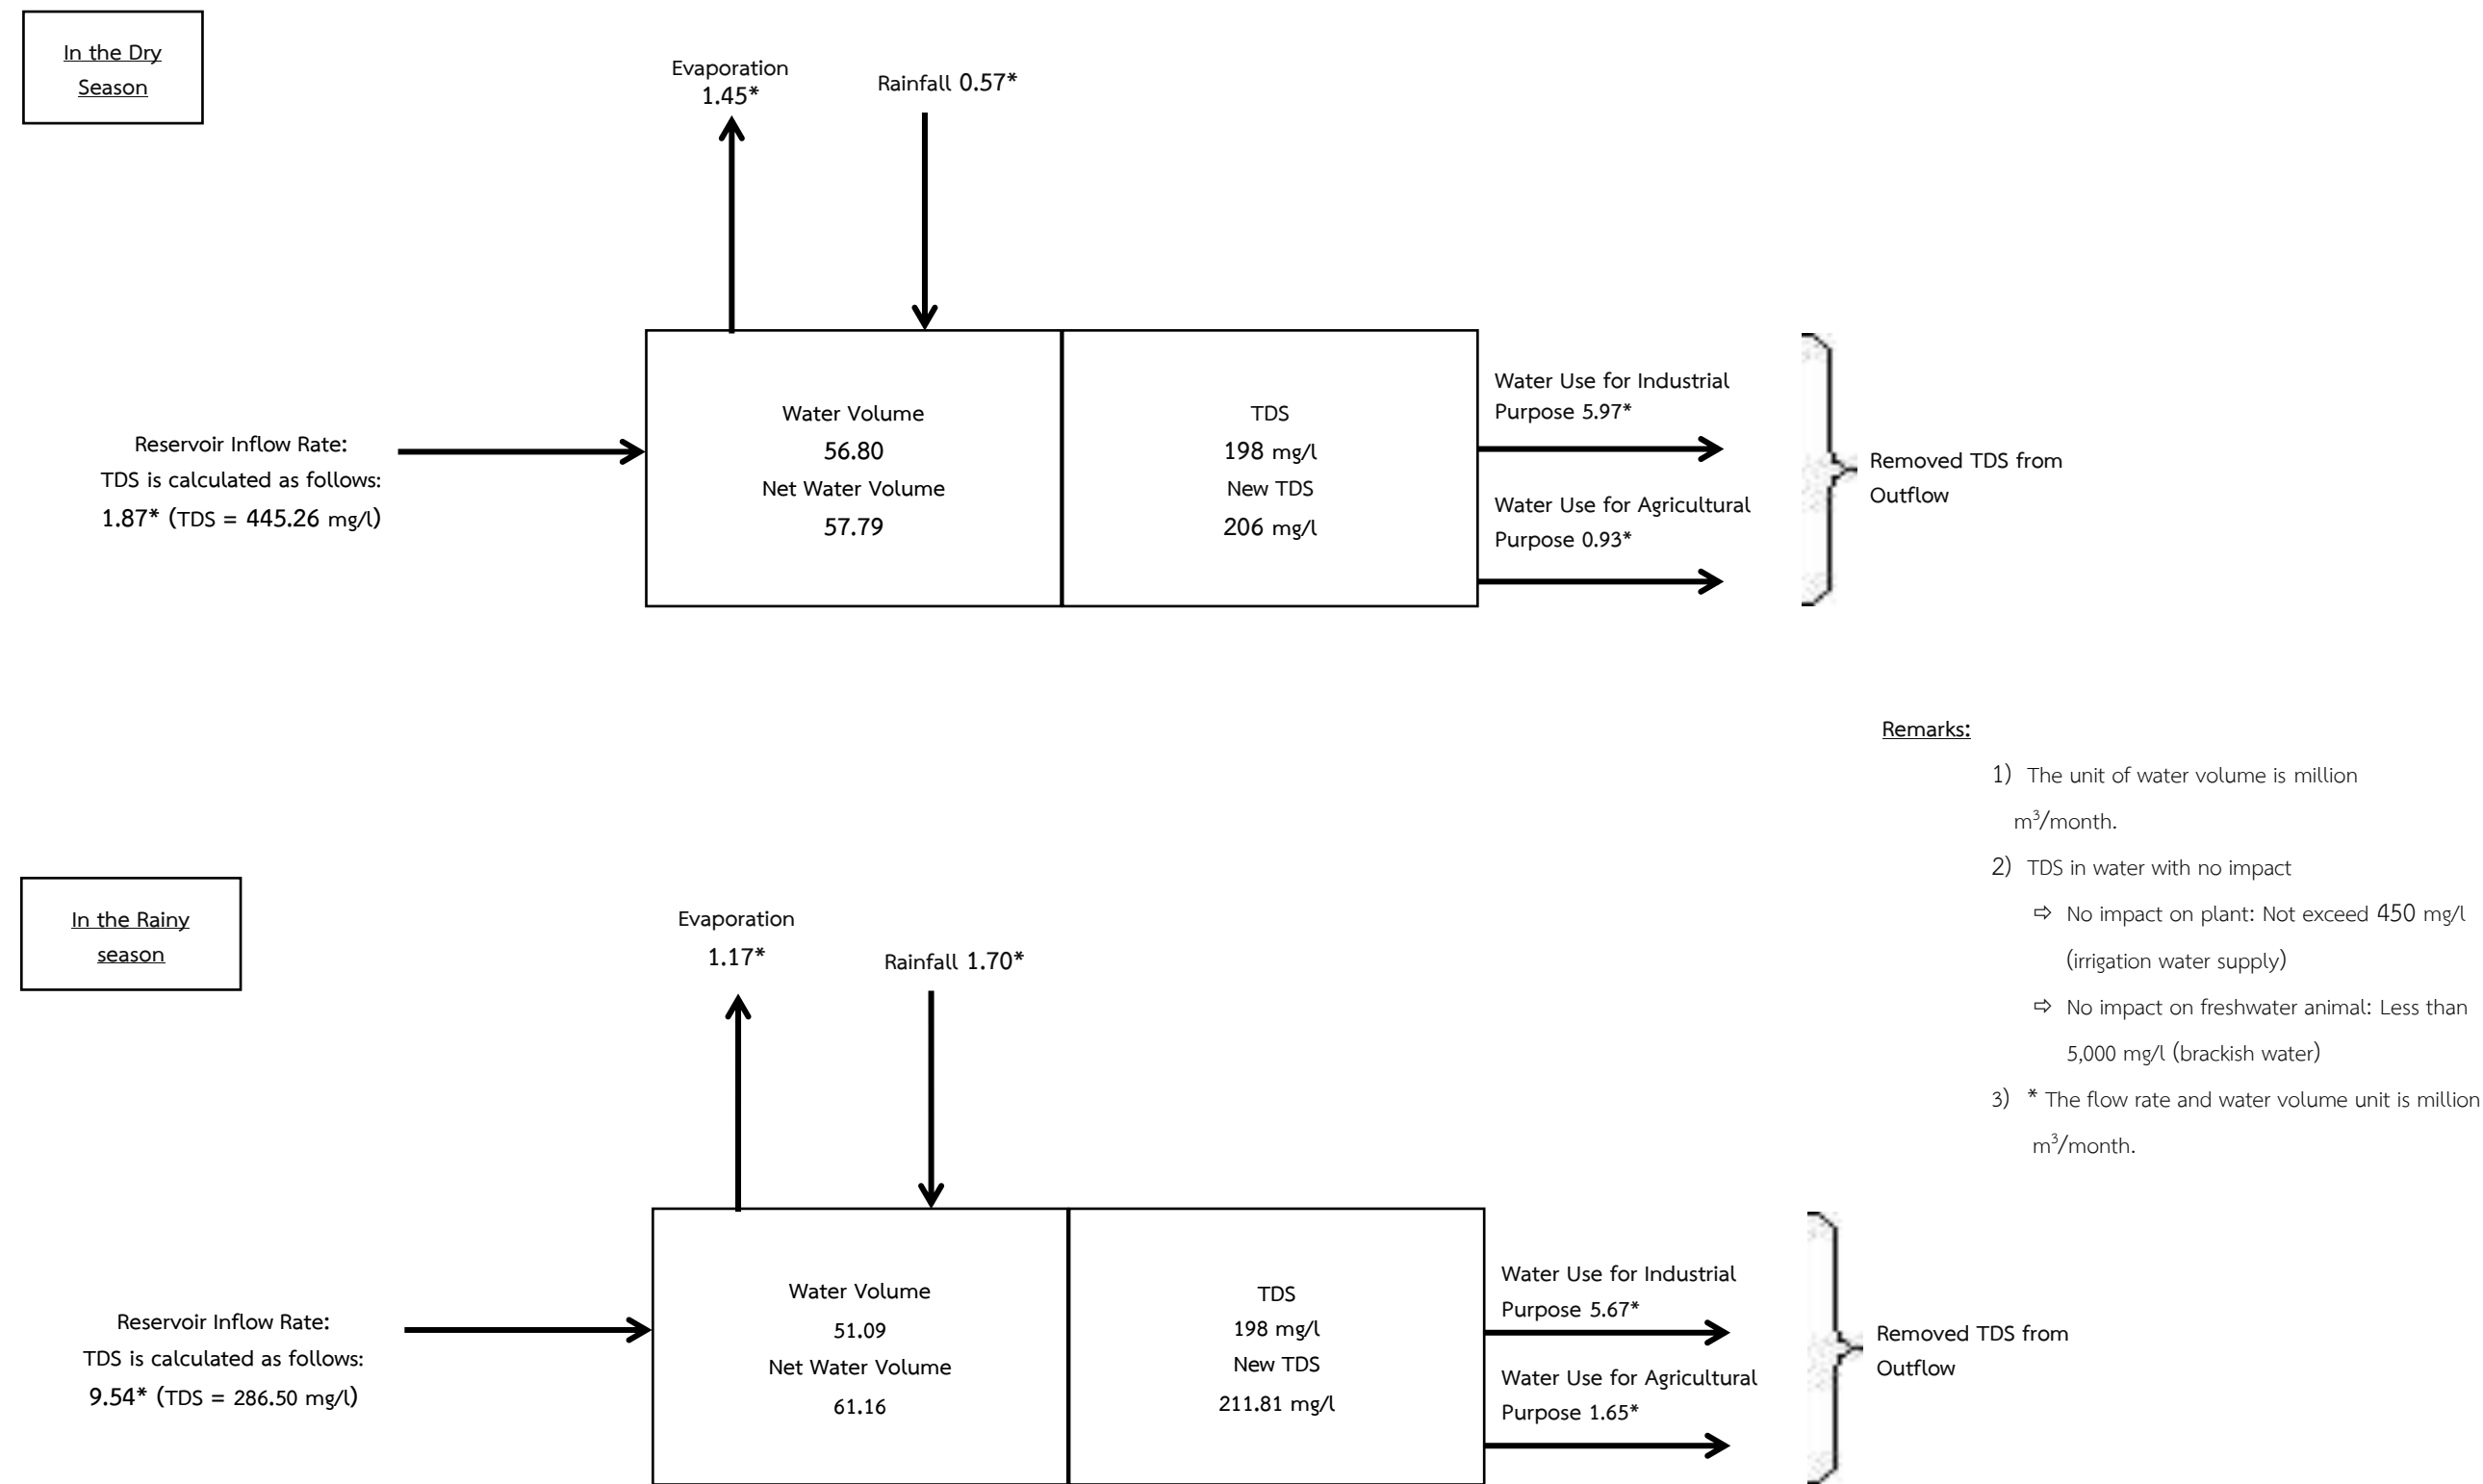 In the Dry
Season
Evaporation
1.45*
Rainfall 0.57*
Reservoir Inflow Rate:
TDS is calculated as follows:
1.87* (TDS = 445.26 mg/l)
Water Volume
56.80
Net Water Volume
57.79
TDS
198 mg/l
New TDS
206 mg/l
Water Use for Industrial
Purpose 5.97*
Water Use for Agricultural
Purpose 0.93*
Removed TDS from
Outflow
Remarks:
1) The unit of water volume is million
m³/month.
2) TDS in water with no impact
⇨ No impact on plant: Not exceed 450 mg/l
(irrigation water supply)
⇨ No impact on freshwater animal: Less than
5,000 mg/l (brackish water)
3) * The flow rate and water volume unit is million
m³/month.
In the Rainy
season
Evaporation
1.17*
Rainfall 1.70*
Reservoir Inflow Rate:
TDS is calculated as follows:
9.54* (TDS = 286.50 mg/l)
Water Volume
51.09
Net Water Volume
61.16
TDS
198 mg/l
New TDS
211.81 mg/l
Water Use for Industrial
Purpose 5.67*
Water Use for Agricultural
Purpose 1.65*
Removed TDS from
Outflow